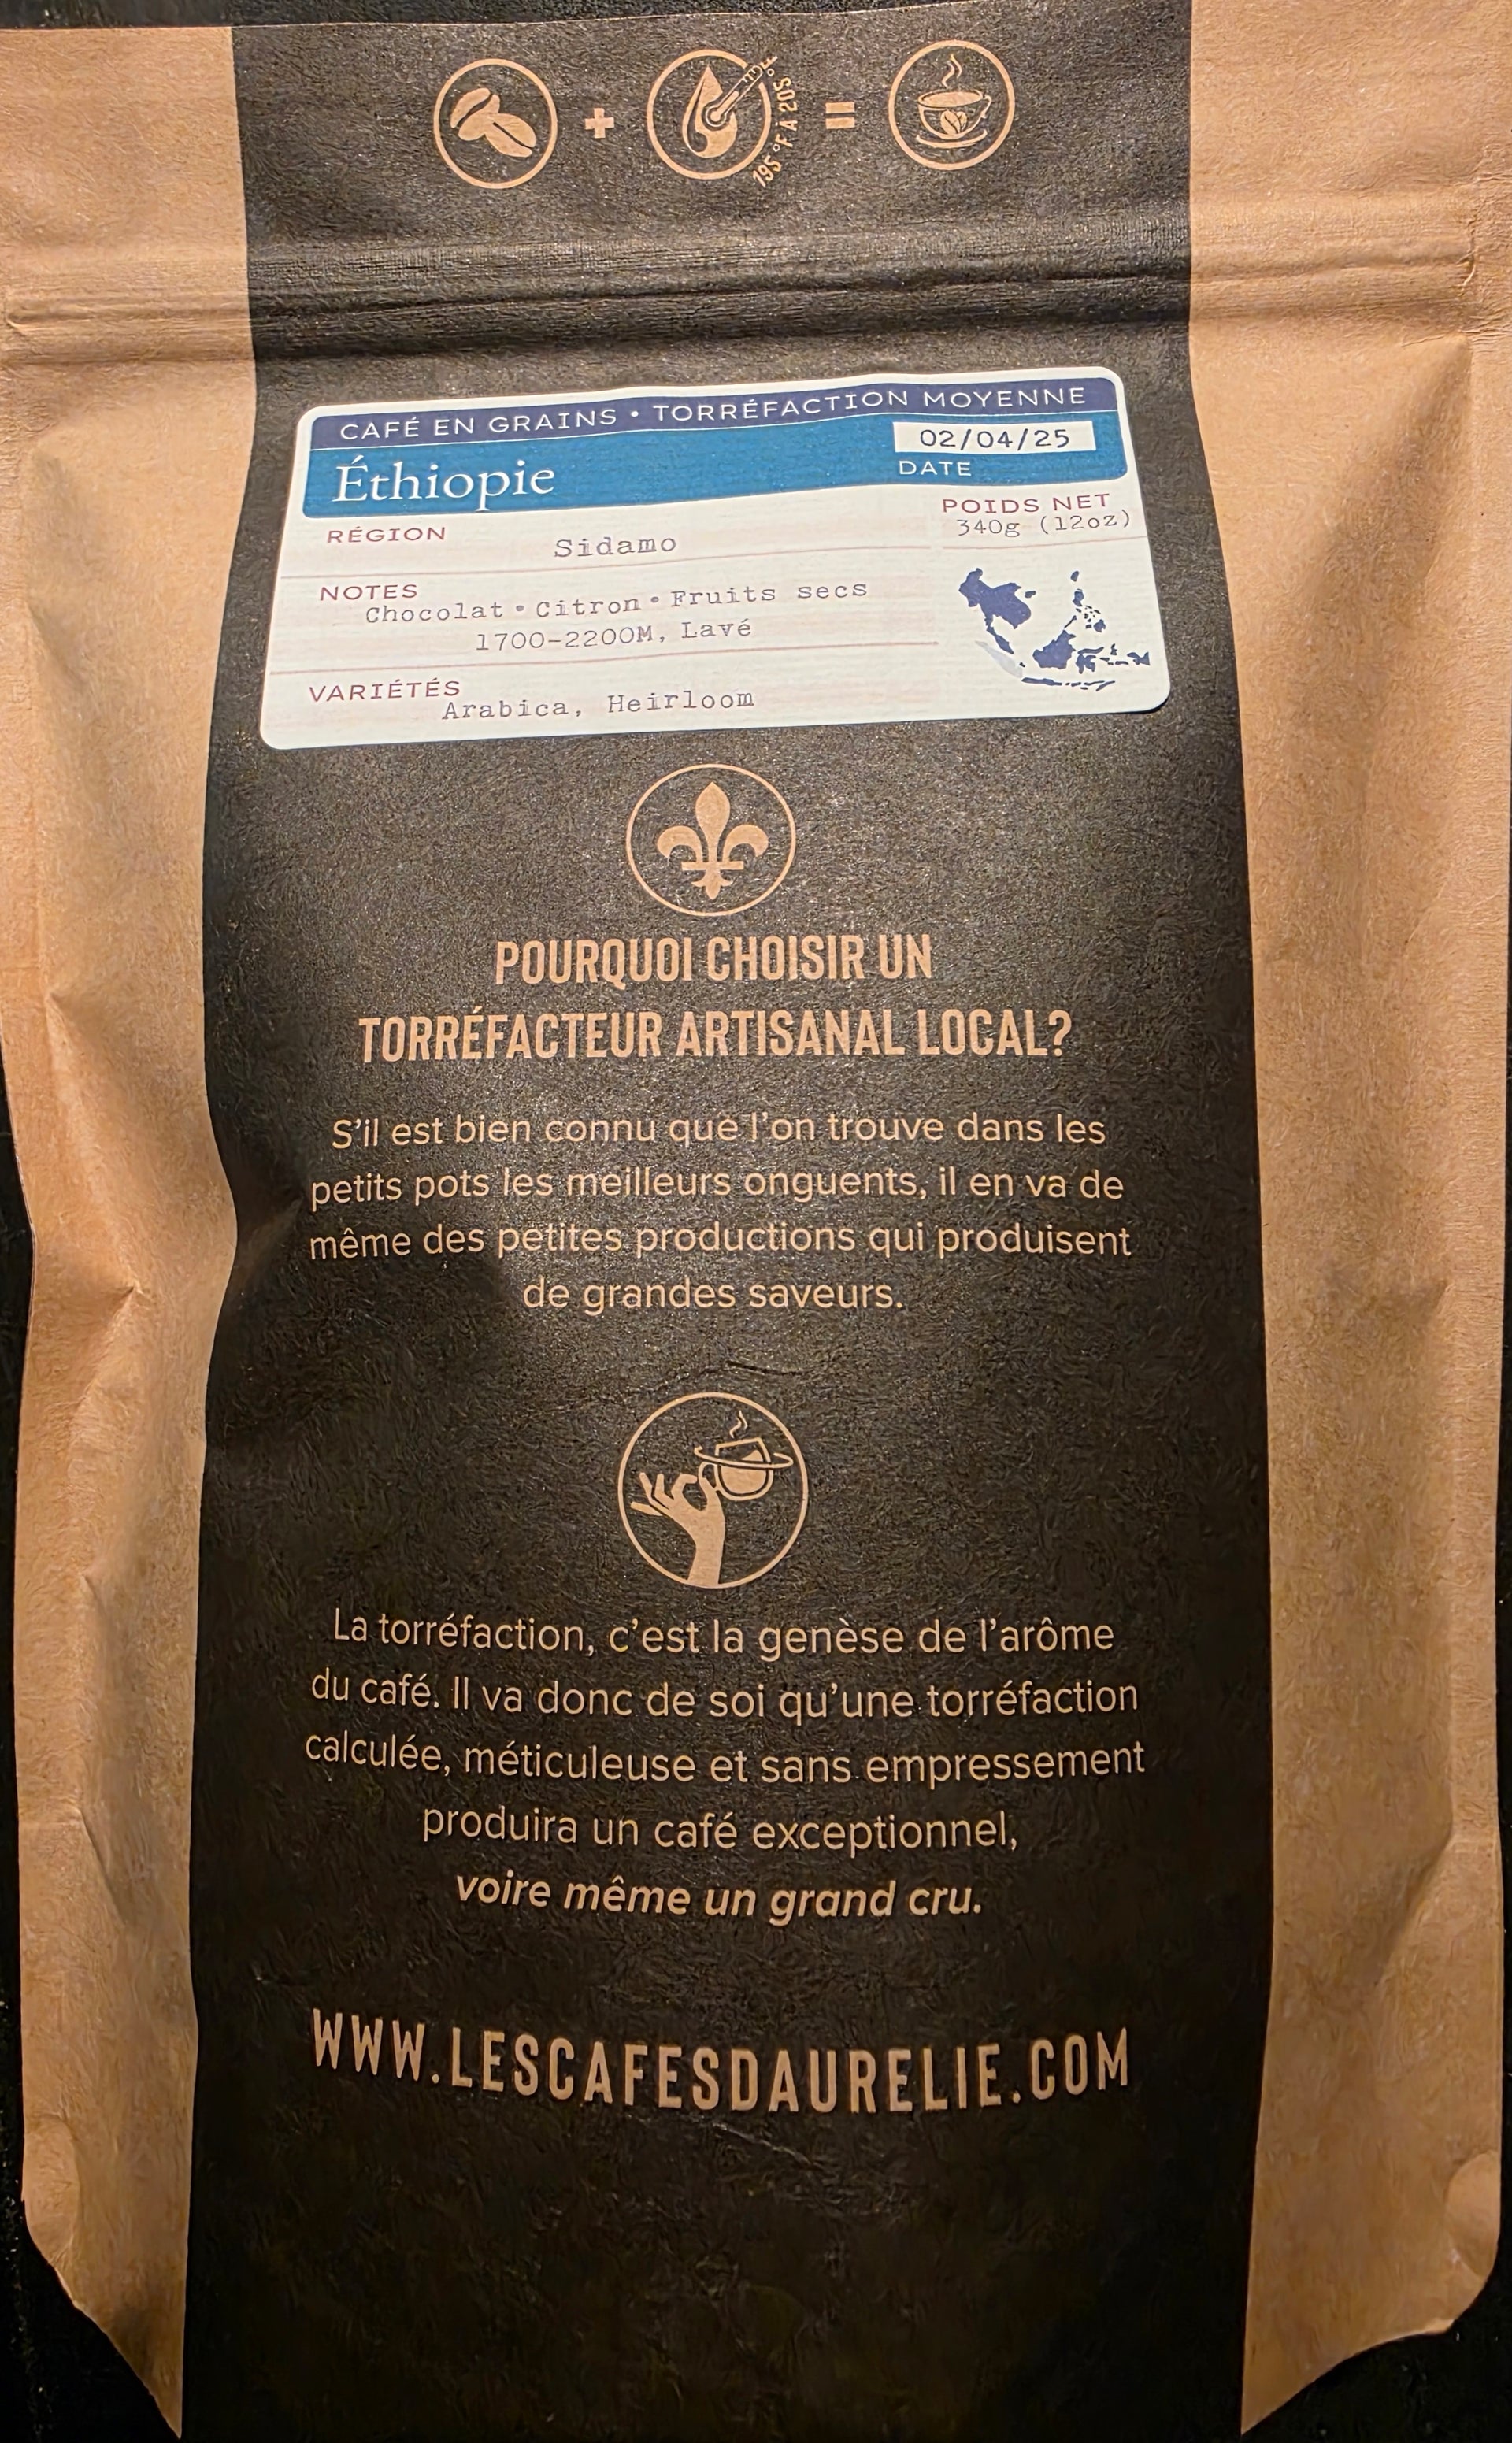 195 °F À 205 °F
CAFÉ EN GRAINS • TORRÉFACTION MOYENNE
Éthiopie
02/04/25
DATE
POIDS NET
340g (12oz)
RÉGION
Sidamo
NOTES
Chocolat • Citron • Fruits secs
1700-2200M, Lavé
VARIÉTÉS
Arabica, Heirloom
POURQUOI CHOISIR UN
TORRÉFACTEUR ARTISANAL LOCAL?
S'il est bien connu que l'on trouve dans les
petits pots les meilleurs onguents, il en va de
même des petites productions qui produisent
de grandes saveurs.
La torréfaction, c'est la genèse de l'arôme
du café. Il va donc de soi qu'une torréfaction
calculée, méticuleuse et sans empressement
produira un café exceptionnel,
voire même un grand cru.
WWW.LESCAFESDAURELIE.COM